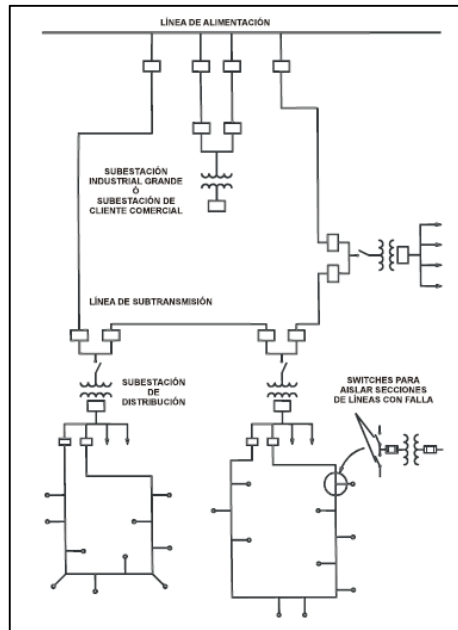 LÍNEA DE ALIMENTACIÓN
SUBESTACIÓN
INDUSTRIAL GRANDE
Ó
SUBESTACIÓN DE
CLIENTE COMERCIAL
LÍNEA DE SUBTRANSMISIÓN
SUBESTACIÓN
DE
DISTRIBUCIÓN
SWITCHES PARA
AISLAR SECCIONES
DE LÍNEAS CON FALLA